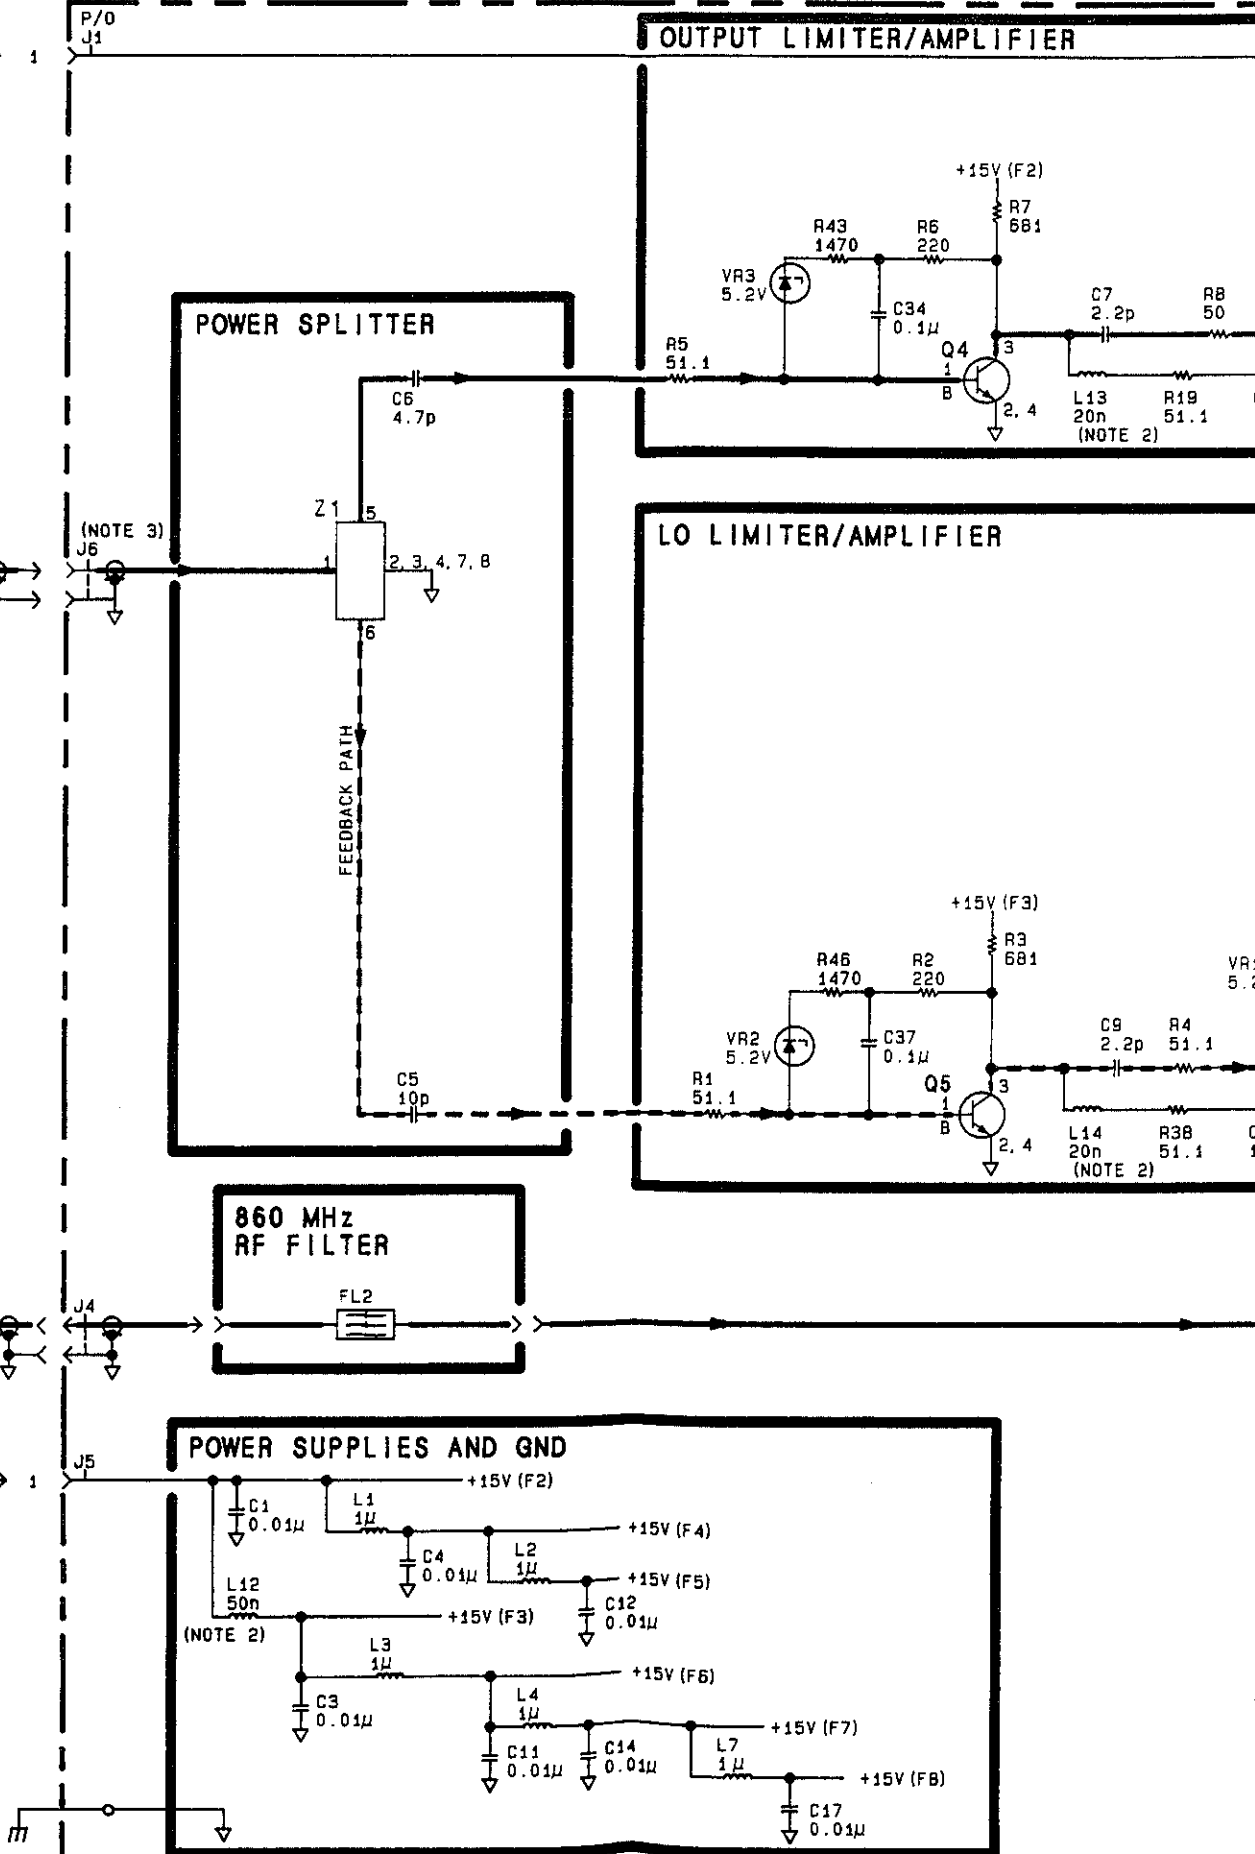 P/O
J1
1
OUTPUT LIMITER/AMPLIFIER
+15V (F2)
R7
681
R43
1470
R6
220
VR3
5.2V
C34
0.1µ
C7
2.2p
R8
50
R5
51.1
Q4
1
B
3
2, 4
L13
20n
(NOTE 2)
R19
51.1
POWER SPLITTER
C6
4.7p
Z1
5
1
2, 3, 4, 7, 8
6
(NOTE 3)
J6
FEEDBACK PATH
C5
10p
LO LIMITER/AMPLIFIER
+15V (F3)
R3
681
R46
1470
R2
220
VR2
5.2V
C37
0.1µ
C9
2.2p
R4
51.1
R1
51.1
Q5
1
B
3
2, 4
L14
20n
(NOTE 2)
R38
51.1
860 MHz
RF FILTER
FL2
J4
POWER SUPPLIES AND GND
J5
1
+15V (F2)
C1
0.01µ
L1
1µ
+15V (F4)
C4
0.01µ
L2
1µ
+15V (F5)
C12
0.01µ
L12
50n
(NOTE 2)
+15V (F3)
L3
1µ
+15V (F6)
C3
0.01µ
L4
1µ
+15V (F7)
C11
0.01µ
C14
0.01µ
L7
1µ
+15V (F8)
C17
0.01µ